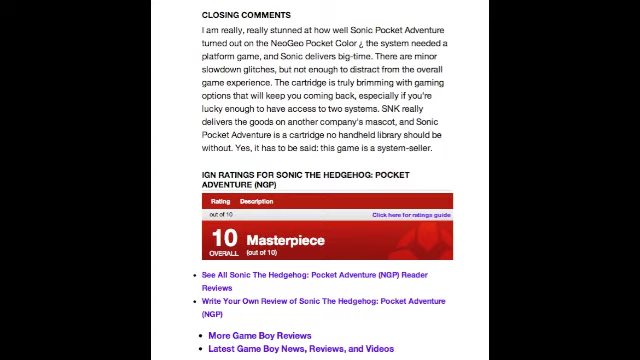 CLOSING COMMENTS
I am really, really stunned at how well Sonic Pocket Adventure
turned out on the NeoGeo Pocket Color ¿ the system needed a
platform game, and Sonic delivers big-time. There are minor
slowdown glitches, but not enough to distract from the overall
game experience. The cartridge is truly brimming with gaming
options that will keep you coming back, especially if you're
lucky enough to have access to two systems. SNK really
delivers the goods on another company's mascot, and Sonic
Pocket Adventure is a cartridge no handheld library should be
without. Yes, it has to be said: this game is a system-seller.
IGN RATINGS FOR SONIC THE HEDGEHOG: POCKET
ADVENTURE (NGP)
Rating Description
out of 10 Click here for ratings guide
10 Masterpiece
OVERALL (out of 10)
• See All Sonic The Hedgehog: Pocket Adventure (NGP) Reader
Reviews
• Write Your Own Review of Sonic The Hedgehog: Pocket Adventure
(NGP)
• More Game Boy Reviews
• Latest Game Boy News, Reviews, and Videos